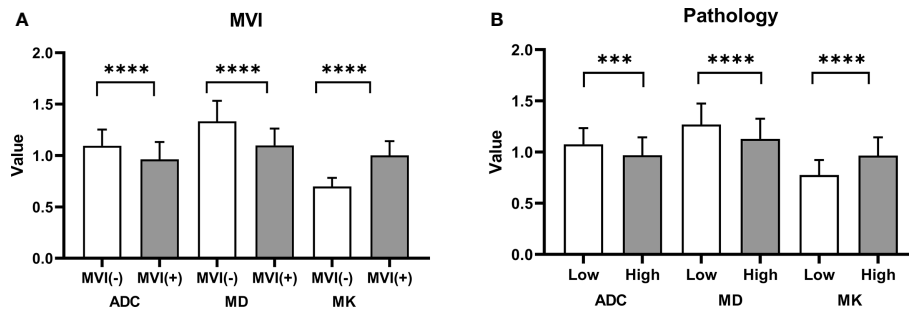 A
MVI
2.0
1.5
1.0
0.5
0.0
Value
**** **** ****
MVI(-) MVI(+) MVI(-) MVI(+) MVI(-) MVI(+)
ADC MD MK
B
Pathology
2.0
1.5
1.0
0.5
0.0
Value
*** **** ****
Low High Low High Low High
ADC MD MK